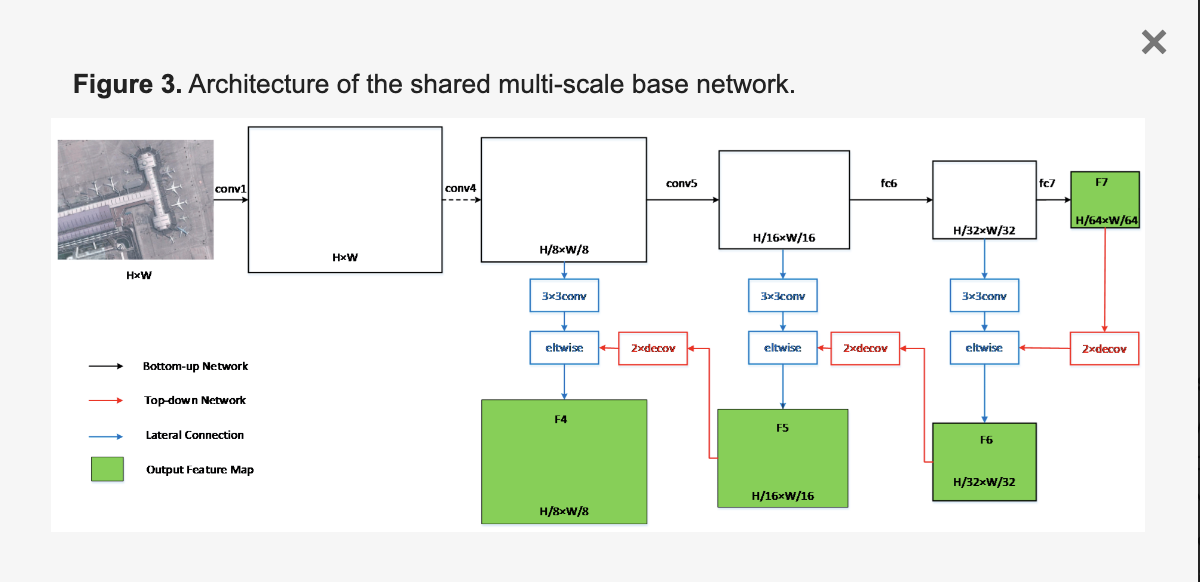 Figure 3. Architecture of the shared multi-scale base network.
conv1
conv4
conv5
fc6
fc7
F7
H/64×W/64
H×W
H×W
H/8×W/8
H/16×W/16
H/32×W/32
3×3conv
3×3conv
3×3conv
eltwise
2×decov
eltwise
2×decov
eltwise
2×decov
Bottom-up Network
Top-down Network
Lateral Connection
Output Feature Map
F4
H/8×W/8
F5
H/16×W/16
F6
H/32×W/32